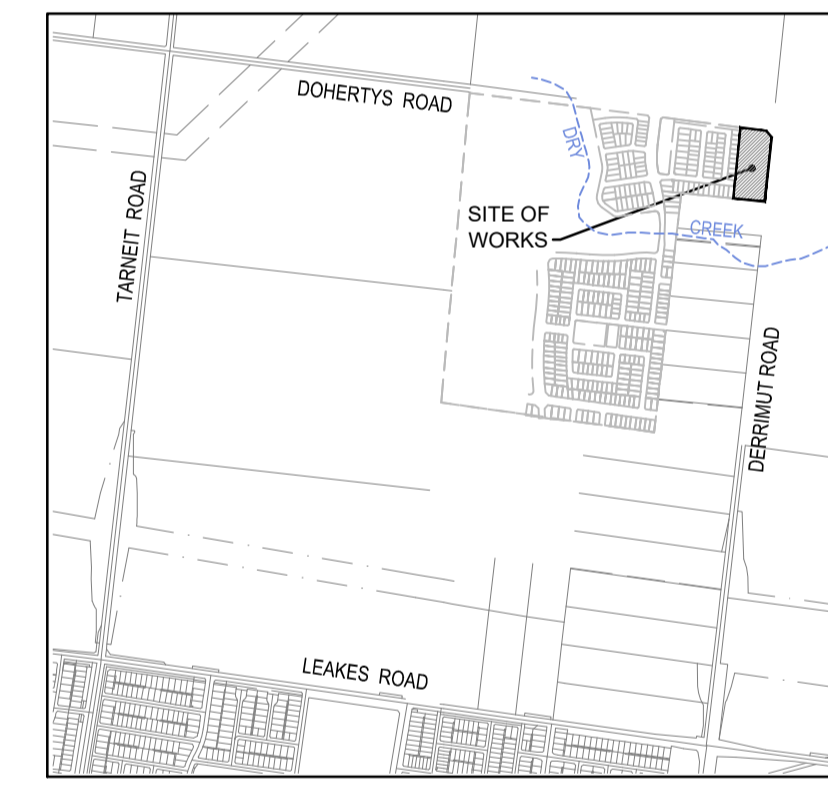 DOHERTYS ROAD
DRY
TARNEIT ROAD
SITE OF
WORKS
CREEK
DERRIMUT ROAD
LEAKES ROAD